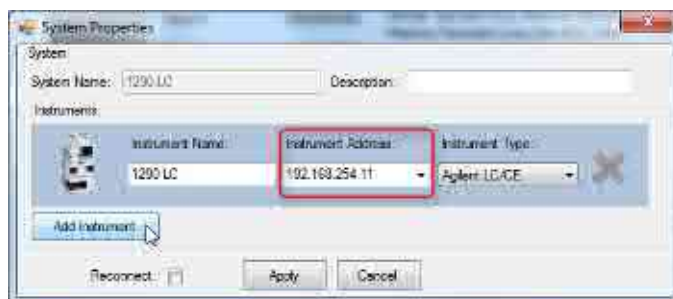 System Properties
System
System Name: 1290 LC Description:
Instruments:
Instrument Name: Instrument Address: Instrument Type:
1290 LC 192.168.254.11 Agilent LC/CE
Add Instrument
Reconnect: Apply Cancel